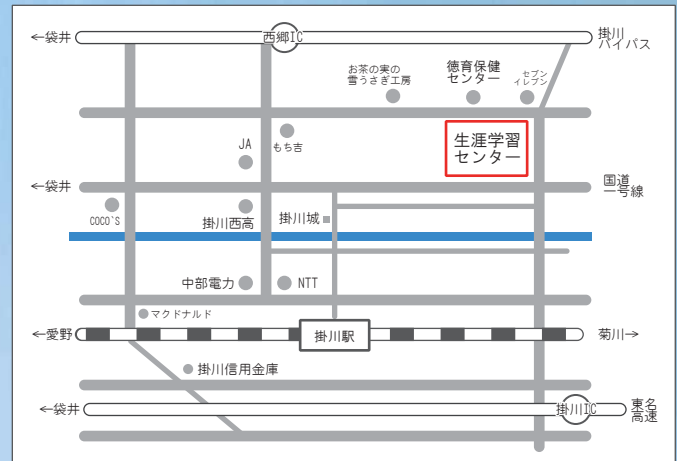 ←袋井
西郷IC
掛川
バイパス
お茶の実の
雪うさぎ工房
徳育保健
センター
セブン
イレブン
JA
もち吉
生涯学習
センター
←袋井
国道
一号線
COCO`S
掛川西高
掛川城
中部電力
NTT
マクドナルド
←愛野
掛川駅
菊川→
掛川信用金庫
←袋井
掛川IC
東名
高速